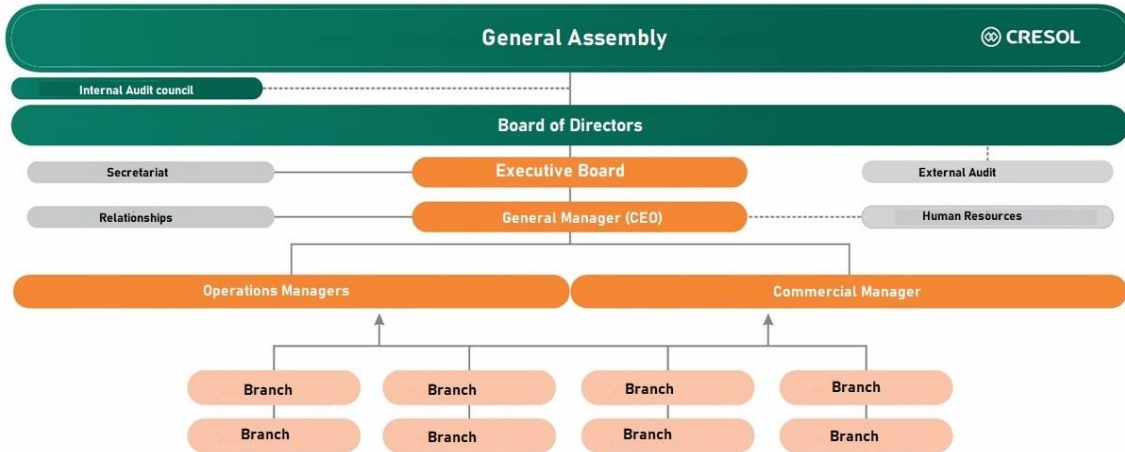 General Assembly
CRESOL
Internal Audit council
Board of Directors
Secretariat
Executive Board
External Audit
Relationships
General Manager (CEO)
Human Resources
Operations Managers
Commercial Manager
Branch
Branch
Branch
Branch
Branch
Branch
Branch
Branch